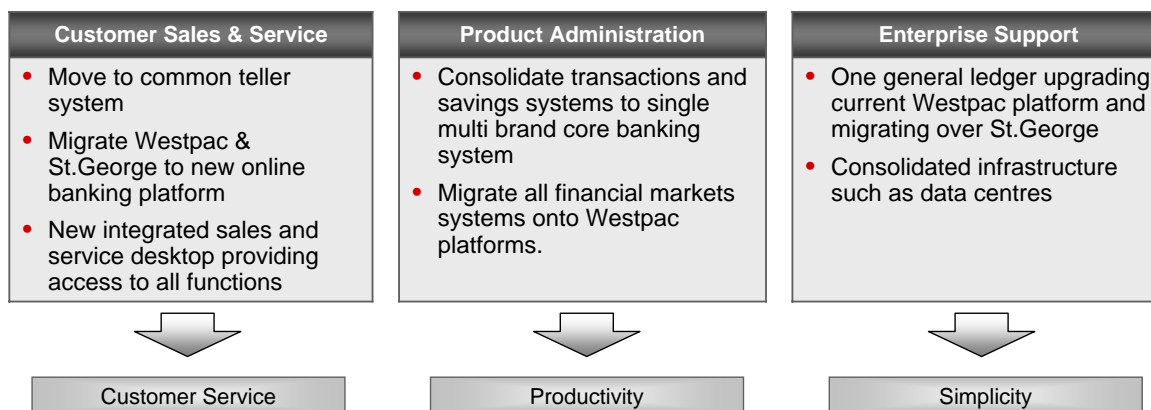 Customer Sales & Service
• Move to common teller
system
• Migrate Westpac &
St.George to new online
banking platform
• New integrated sales and
service desktop providing
access to all functions
Customer Service
Product Administration
• Consolidate transactions and
savings systems to single
multi brand core banking
system
• Migrate all financial markets
systems onto Westpac
platforms.
Productivity
Enterprise Support
• One general ledger upgrading
current Westpac platform and
migrating over St.George
• Consolidated infrastructure
such as data centres
Simplicity